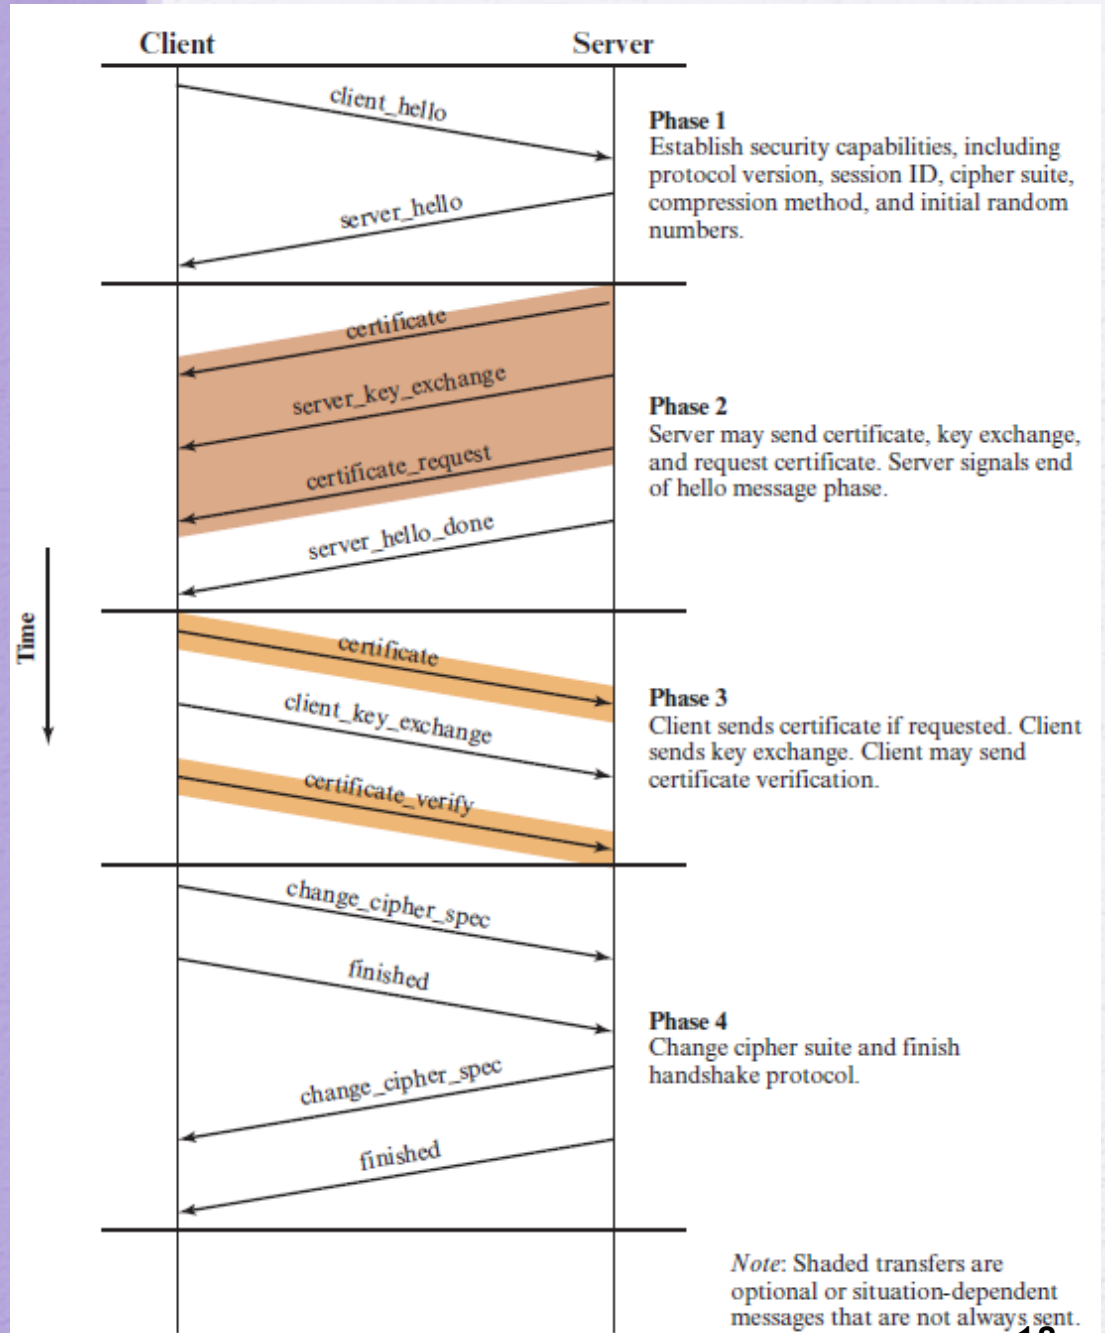 Client
Server
client_hello
Phase 1
Establish security capabilities, including
protocol version, session ID, cipher suite,
compression method, and initial random
numbers.
server_hello
certificate
server_key_exchange
certificate_request
server_hello_done
Phase 2
Server may send certificate, key exchange,
and request certificate. Server signals end
of hello message phase.
Time
certificate
client_key_exchange
certificate_verify
Phase 3
Client sends certificate if requested. Client
sends key exchange. Client may send
certificate verification.
change_cipher_spec
finished
change_cipher_spec
finished
Phase 4
Change cipher suite and finish
handshake protocol.
Note: Shaded transfers are
optional or situation-dependent
messages that are not always sent.